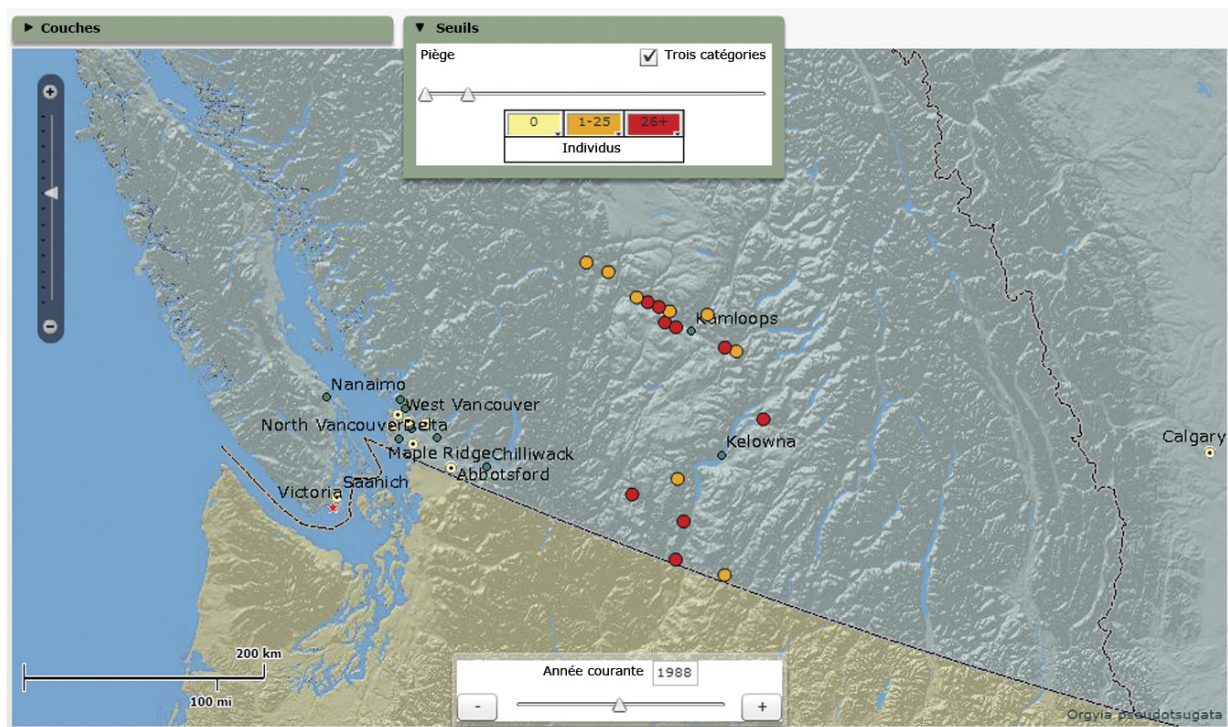 Couches
Seuils
Piège
Trois catégories
0
1-25
26+
Individus
Kamloops
Nanaimo
West Vancouver
North Vancouver
Delta
Kelowna
Calgary
Maple Ridge
Chilliwack
Abbotsford
Saanich
Victoria
200 km
100 mi
Année courante
1988
-
+
Orgyia pseudotsugata